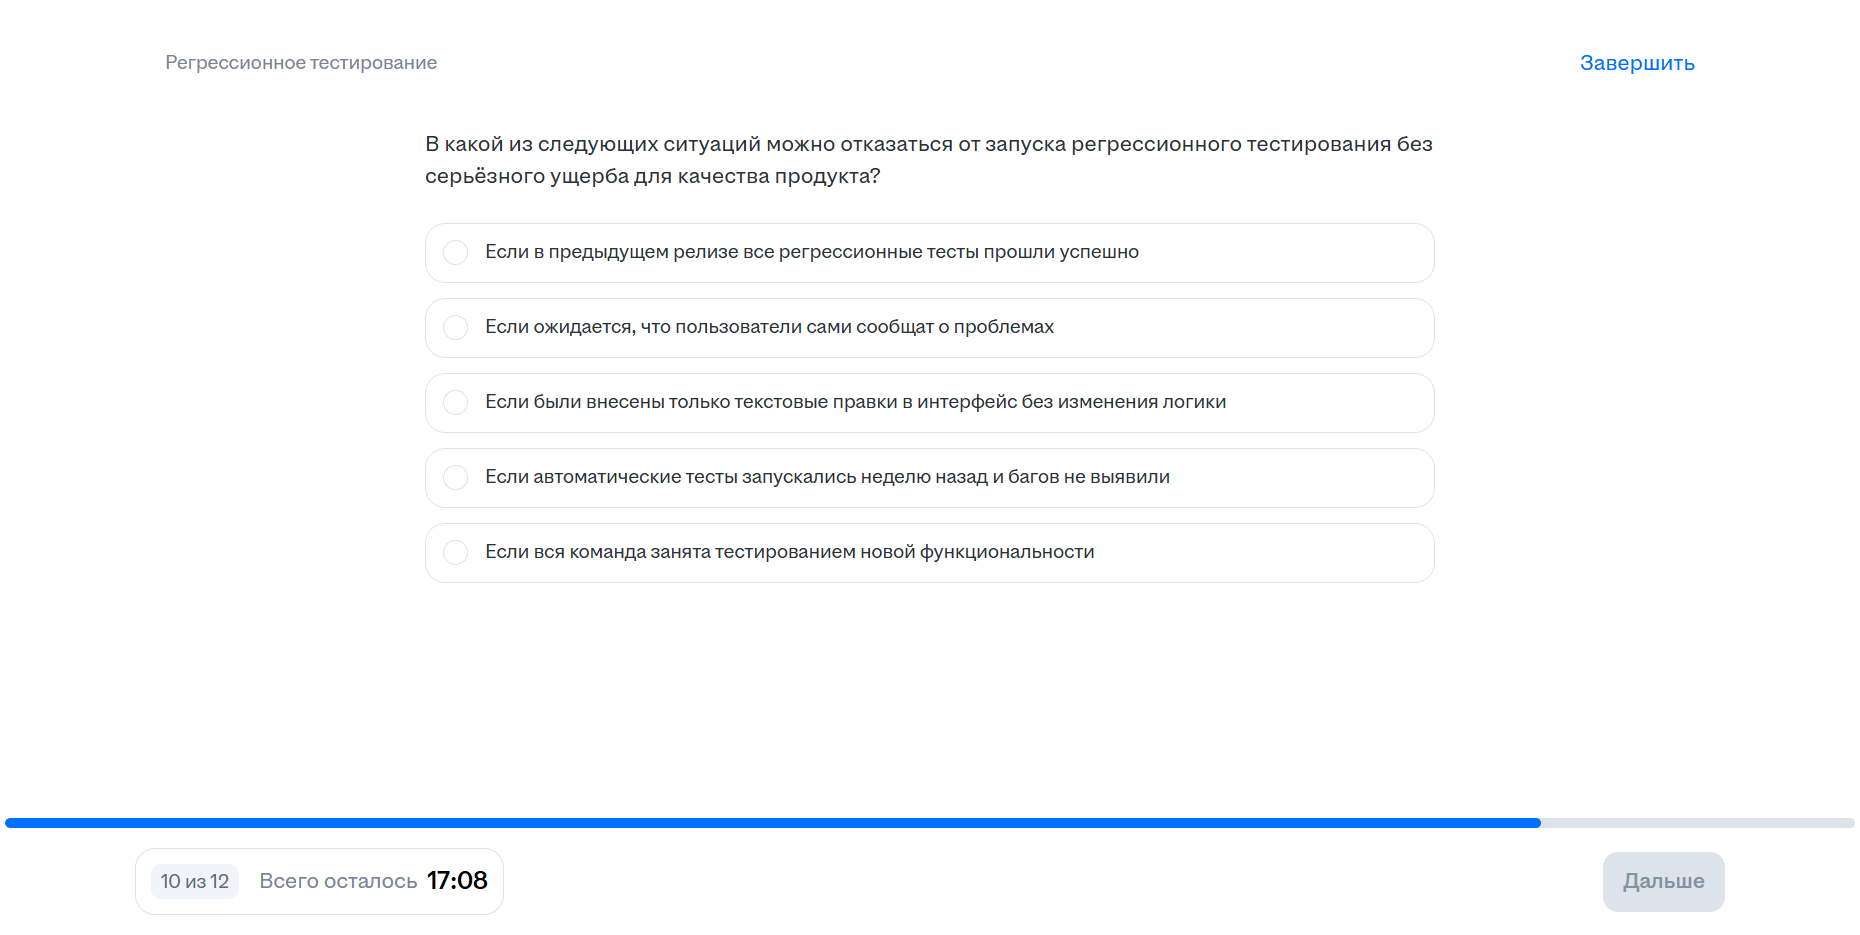 Регрессионное тестирование
Завершить
В какой из следующих ситуаций можно отказаться от запуска регрессионного тестирования без
серьёзного ущерба для качества продукта?
Если в предыдущем релизе все регрессионные тесты прошли успешно
Если ожидается, что пользователи сами сообщат о проблемах
Если были внесены только текстовые правки в интерфейс без изменения логики
Если автоматические тесты запускались неделю назад и багов не выявили
Если вся команда занята тестированием новой функциональности
10 из 12 Всего осталось 17:08
Дальше